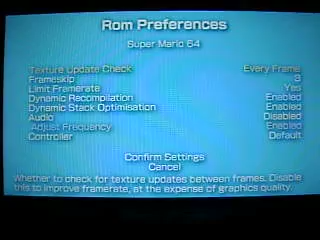 Rom Preferences
Super Mario 64
Texture Update Check Every Frame
Frameskip 3
Limit Framerate Yes
Dynamic Recompilation Enabled
Dynamic Stack Optimisation Enabled
Audio Disabled
Adjust Frequency Enabled
Controller Default
Confirm Settings
Cancel
Whether to check for texture updates between frames. Disable
this to improve framerate, at the expense of graphics quality.